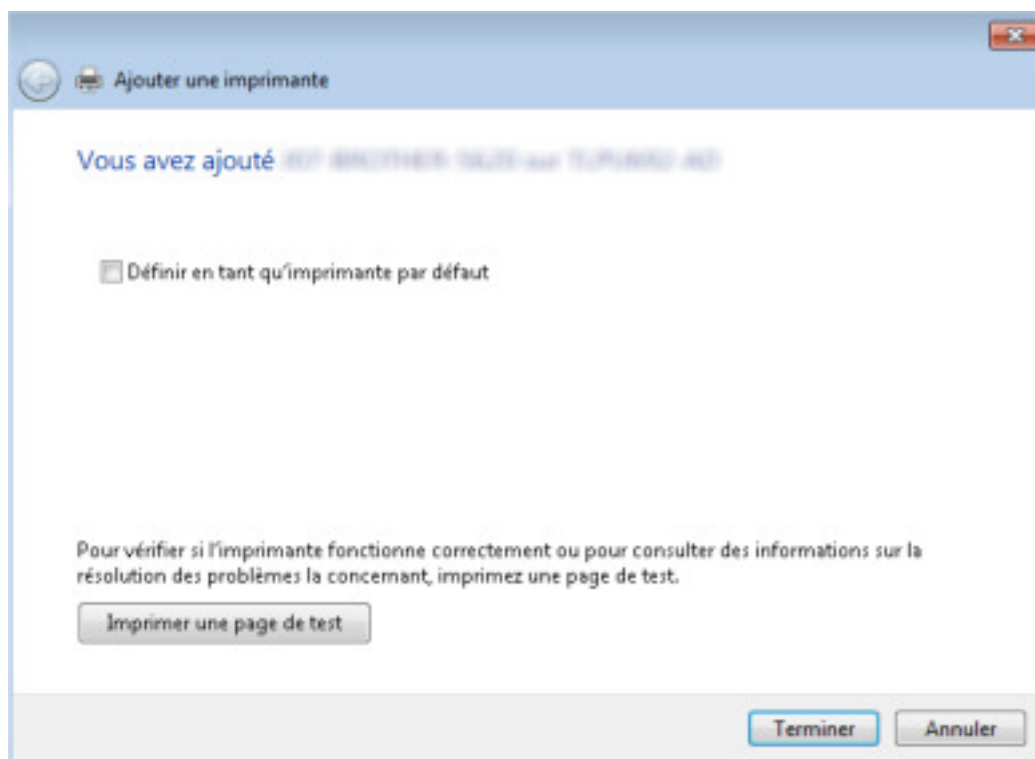 Ajouter une imprimante
Vous avez ajouté
Définir en tant qu'imprimante par défaut
Pour vérifier si l'imprimante fonctionne correctement ou pour consulter des informations sur la
résolution des problèmes la concernant, imprimez une page de test.
Imprimer une page de test
Terminer
Annuler